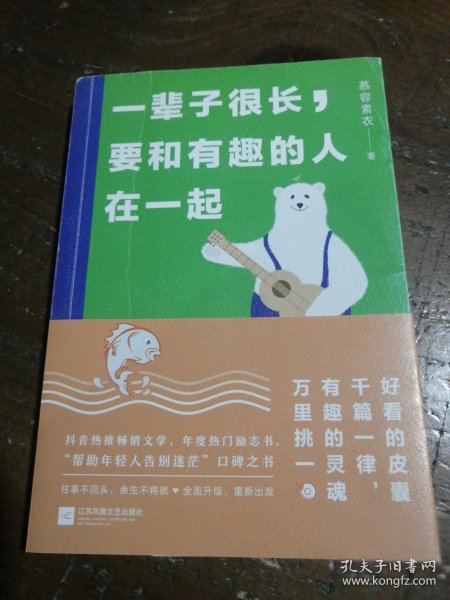 一辈子很长，
要和有趣的人
在一起
慕容素衣——著
好看的皮囊
千篇一律，
有趣的灵魂
万里挑一。
抖音热推畅销文学，年度热门励志书，
“帮助年轻人告别迷茫”口碑之书
往事不回头，余生不将就♥全面升级，重新出发
江苏凤凰文艺出版社
孔夫子旧书网
www.kongfz.com